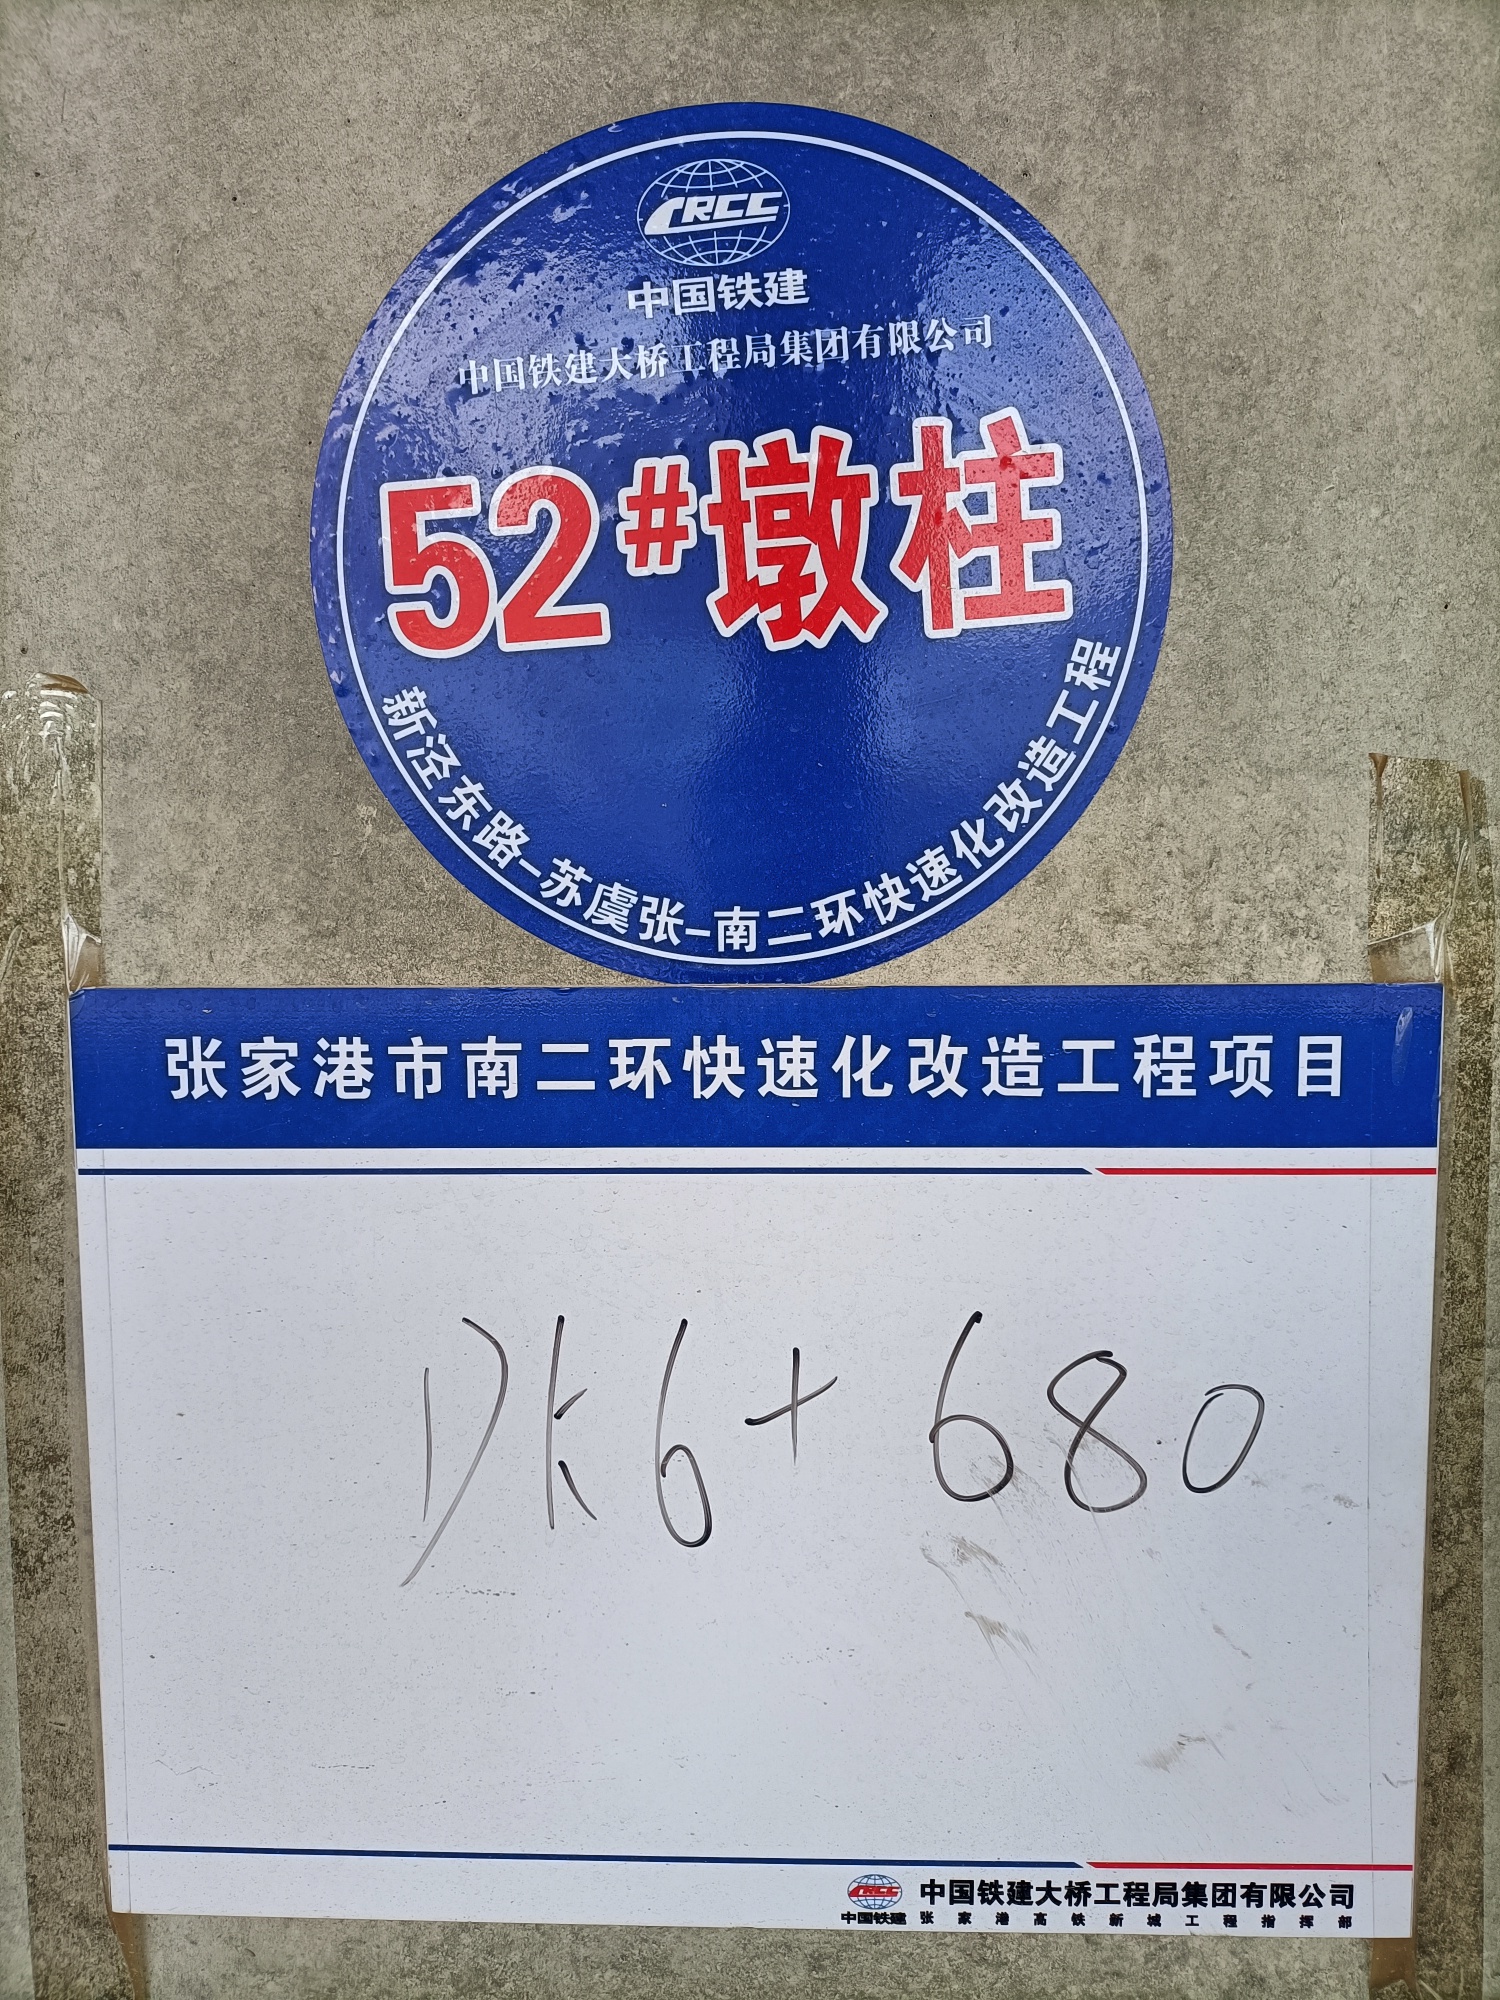 CRCC
中国铁建
中国铁建大桥工程局集团有限公司
52#墩柱
新泾东路-苏虞张-南二环快速化改造工程
张家港市南二环快速化改造工程项目
DK6+680
CRCC
中国铁建
中国铁建大桥工程局集团有限公司
张家港高铁新城工程指挥部